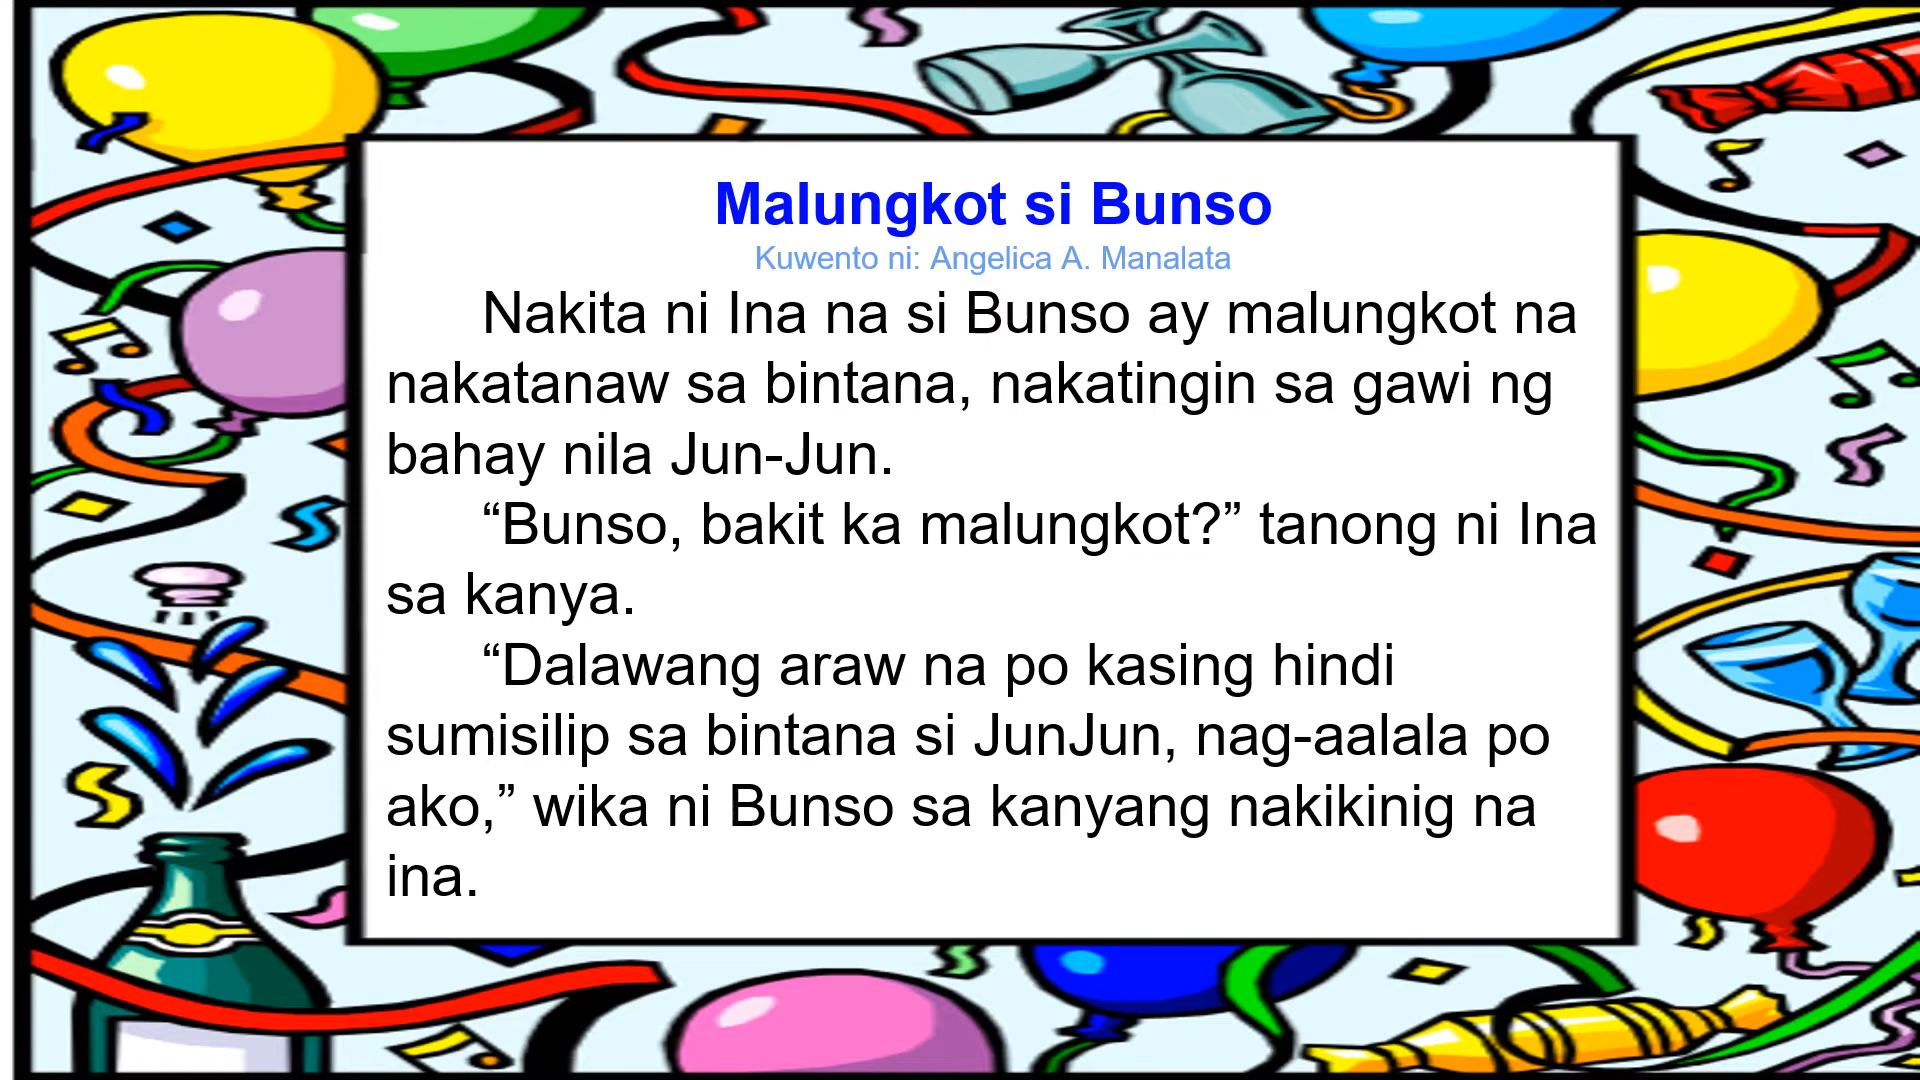 Malungkot si Bunso
Kuwento ni: Angelica A. Manalata
Nakita ni Ina na si Bunso ay malungkot na
nakatanaw sa bintana, nakatingin sa gawi ng
bahay nila Jun-Jun.
“Bunso, bakit ka malungkot?” tanong ni Ina
sa kanya.
“Dalawang araw na po kasing hindi
sumisilip sa bintana si JunJun, nag-aalala po
ako,” wika ni Bunso sa kanyang nakikinig na
ina.